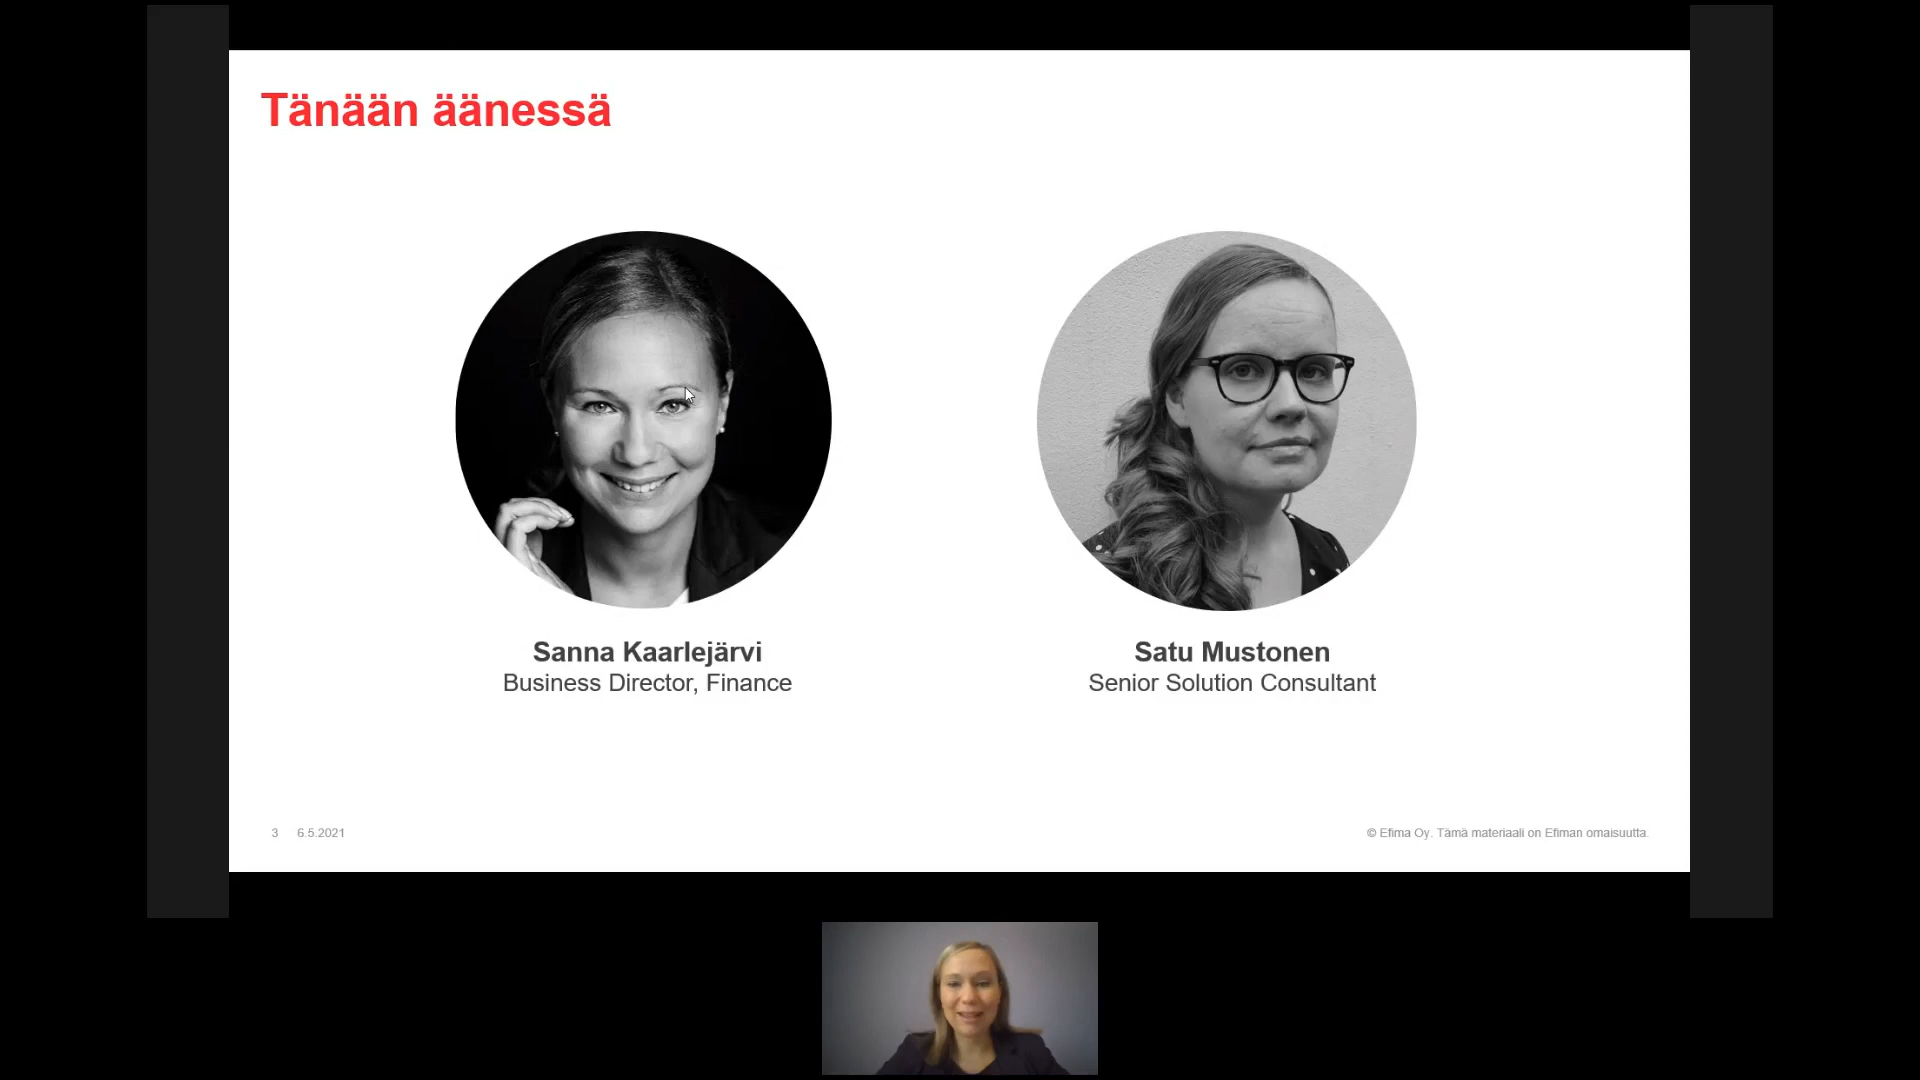 Tänään äänessä
Sanna Kaarlejärvi
Business Director, Finance
Satu Mustonen
Senior Solution Consultant
3 6.5.2021
© Efima Oy. Tämä materiaali on Efiman omaisuutta.